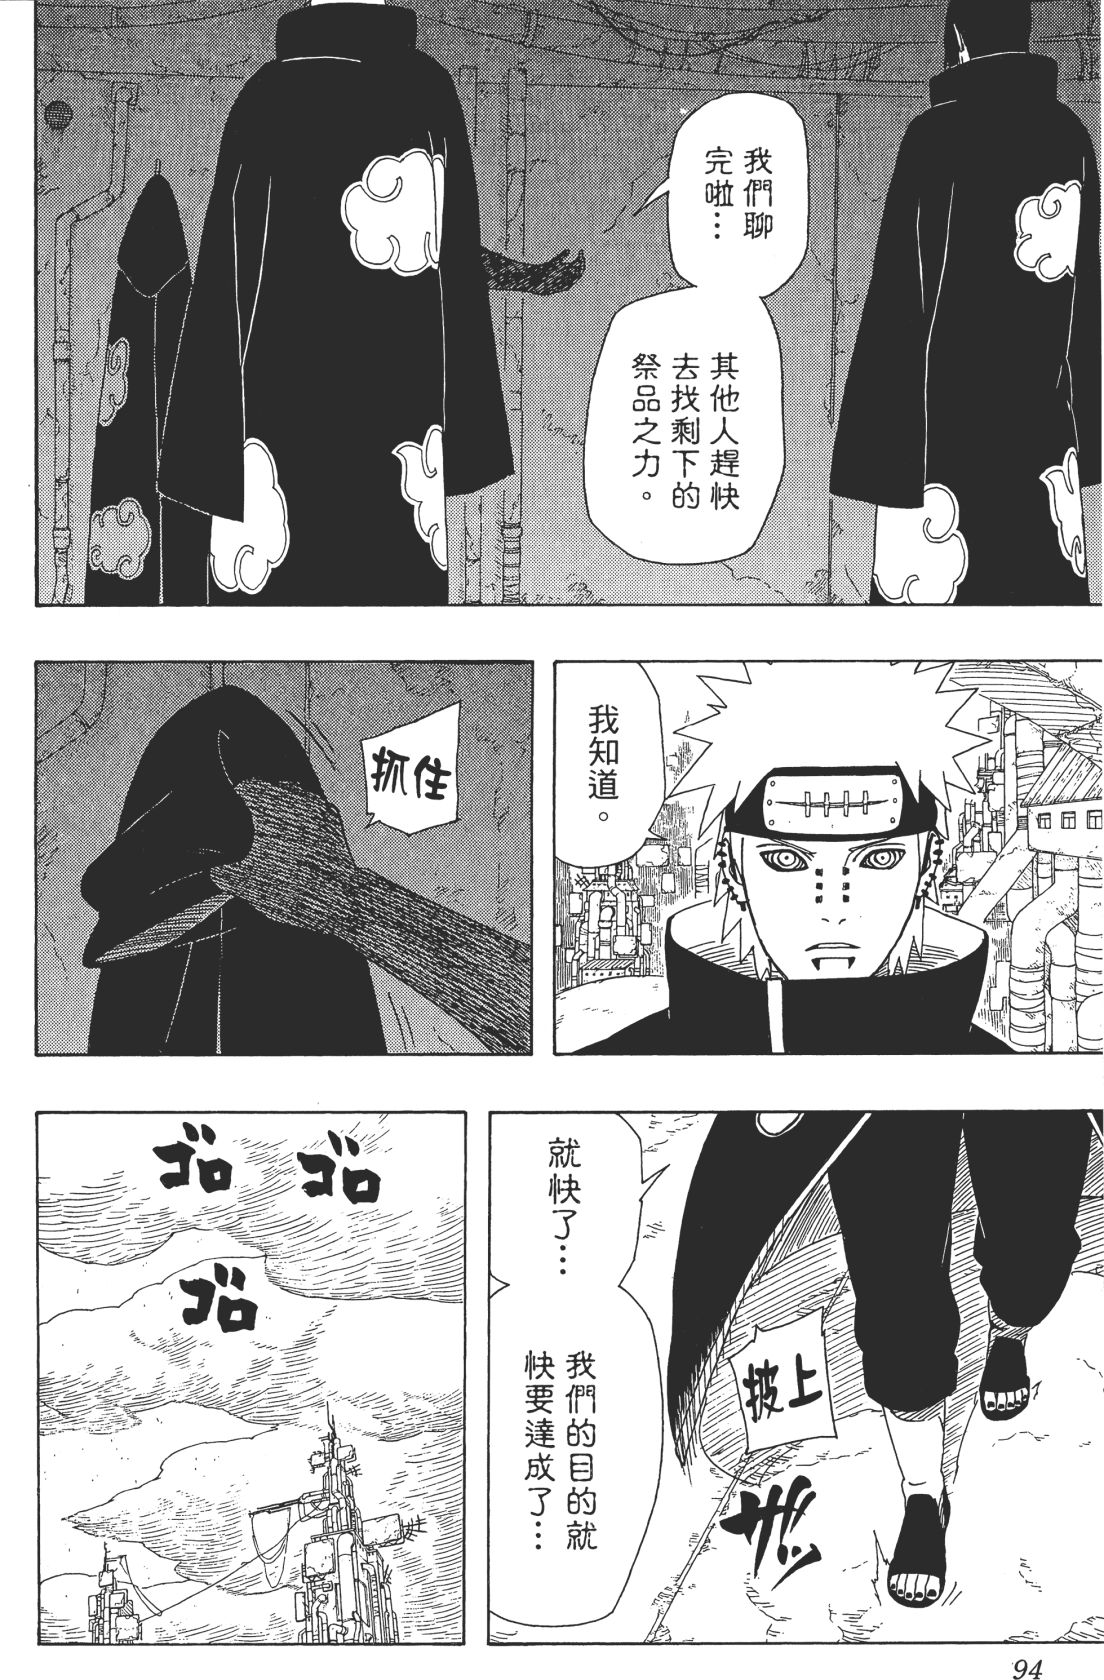 我們聊
完啦…
其他人趕快
去找剩下的
祭品之力。
我知道。
抓住
披上
ザッ
就快了…
我們的目的就
快要達成了…
ゴロ
ゴロ
ゴロ
94